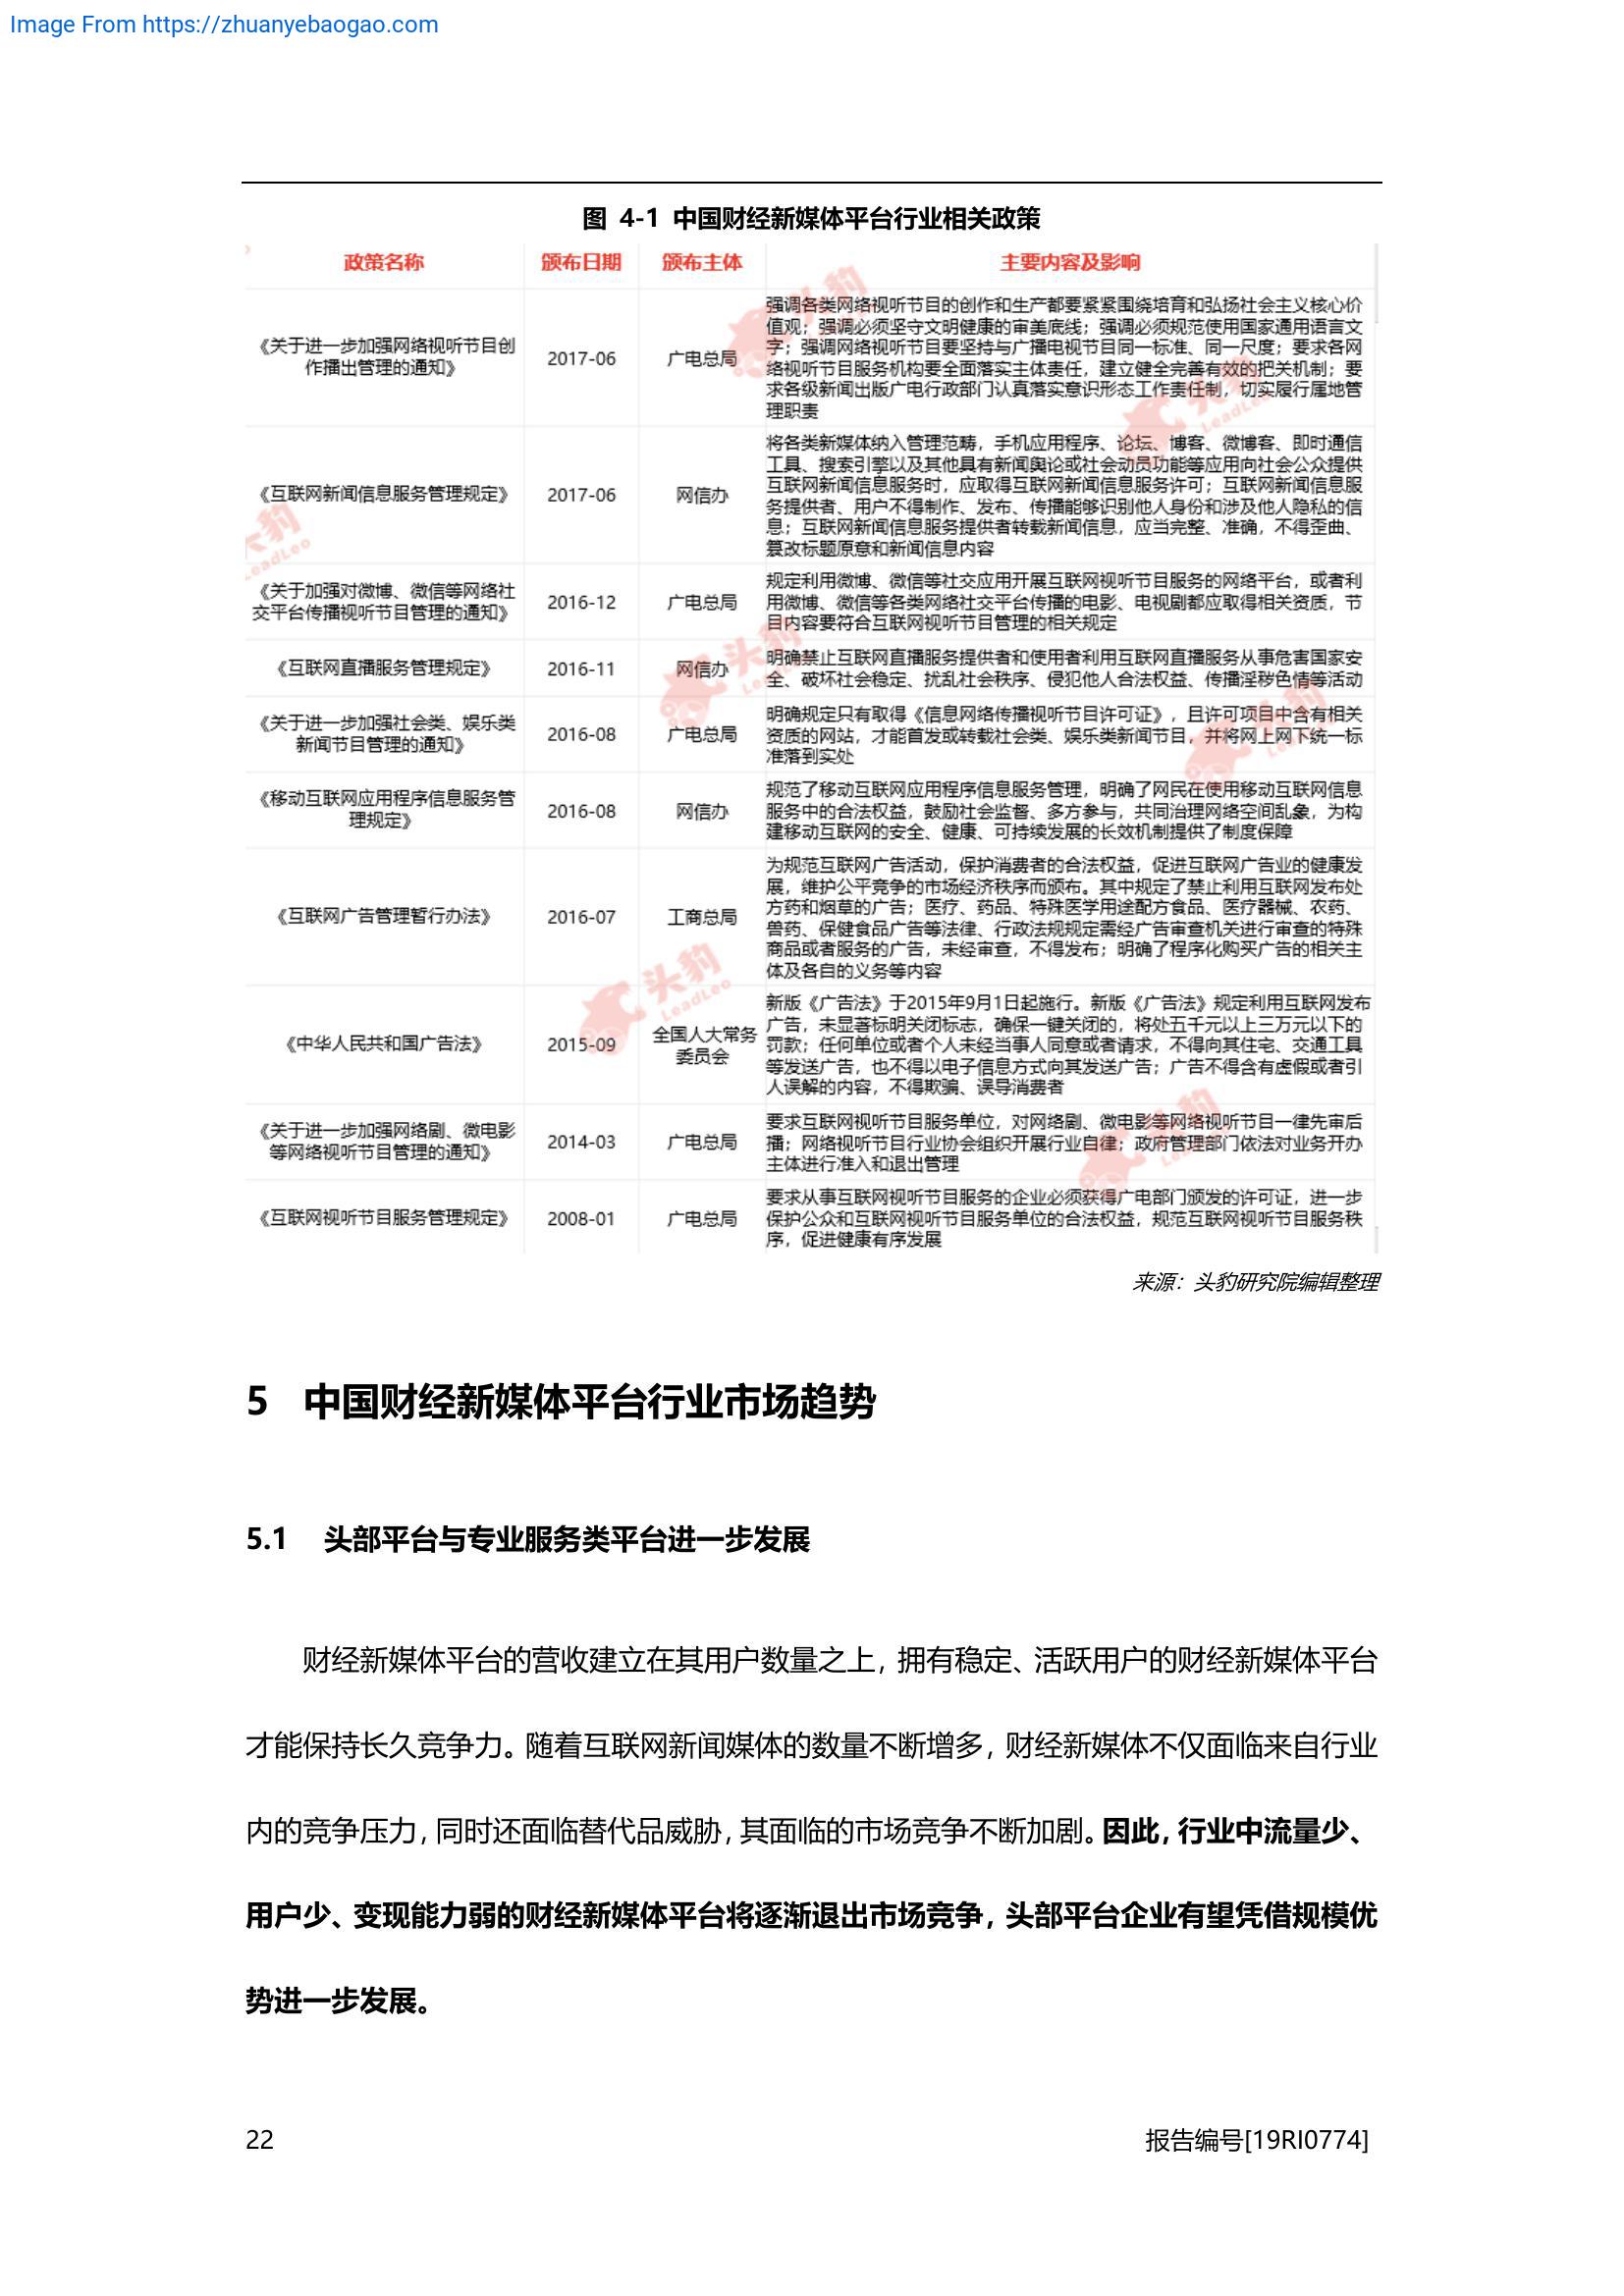 Image From https://zhuanyebaogao.com
图 4-1 中国财经新媒体平台行业相关政策
政策名称 颁布日期 颁布主体 主要内容及影响
《关于进一步加强网络视听节目创
作播出管理的通知》
2017-06
广电总局
强调各类网络视听节目的创作和生产都要紧紧围绕培育和弘扬社会主义核心价
值观；强调必须坚守文明健康的审美底线；强调必须规范使用国家通用语言文
字；强调网络视听节目要坚持与广播电视节目同一标准、同一尺度；要求各网
络视听节目服务机构要全面落实主体责任，建立健全完善有效的把关机制；要
求各级新闻出版广电行政部门认真落实意识形态工作责任制，切实履行属地管
理职责
《互联网新闻信息服务管理规定》
2017-06
网信办
将各类新媒体纳入管理范畴，手机应用程序、论坛、博客、微博客、即时通信
工具、搜索引擎以及其他具有新闻舆论或社会动员功能等应用向社会公众提供
互联网新闻信息服务时，应取得互联网新闻信息服务许可；互联网新闻信息服
务提供者、用户不得制作、发布、传播能够识别他人身份和涉及他人隐私的信
息；互联网新闻信息服务提供者转载新闻信息，应当完整、准确，不得歪曲、
篡改标题原意和新闻信息内容
《关于加强对微博、微信等网络社
交平台传播视听节目管理的通知》
2016-12
广电总局
规定利用微博、微信等社交应用开展互联网视听节目服务的网络平台，或者利
用微博、微信等各类网络社交平台传播的电影、电视剧都应取得相关资质，节
目内容要符合互联网视听节目管理的相关规定
《互联网直播服务管理规定》
2016-11
网信办
明确禁止互联网直播服务提供者和使用者利用互联网直播服务从事危害国家安
全、破坏社会稳定、扰乱社会秩序、侵犯他人合法权益、传播淫秽色情等活动
《关于进一步加强社会类、娱乐类
新闻节目管理的通知》
2016-08
广电总局
明确规定只有取得《信息网络传播视听节目许可证》，且许可项目中含有相关
资质的网站，才能首发或转载社会类、娱乐类新闻节目，并将网上网下统一标
准落到实处
《移动互联网应用程序信息服务管
理规定》
2016-08
网信办
规范了移动互联网应用程序信息服务管理，明确了网民在使用移动互联网信息
服务中的合法权益，鼓励社会监督、多方参与，共同治理网络空间乱象，为构
建移动互联网的安全、健康、可持续发展的长效机制提供了制度保障
《互联网广告管理暂行办法》
2016-07
工商总局
为规范互联网广告活动，保护消费者的合法权益，促进互联网广告业的健康发
展，维护公平竞争的市场经济秩序而颁布。其中规定了禁止利用互联网发布处
方药和烟草的广告；医疗、药品、特殊医学用途配方食品、医疗器械、农药、
兽药、保健食品广告等法律、行政法规规定需经广告审查机关进行审查的特殊
商品或者服务的广告，未经审查，不得发布；明确了程序化购买广告的相关主
体及各自的义务等内容
《中华人民共和国广告法》
2015-09
全国人大常务
委员会
新版《广告法》于2015年9月1日起施行。新版《广告法》规定利用互联网发布
广告，未显著标明关闭标志，确保一键关闭的，将处五千元以上三万元以下的
罚款；任何单位或者个人未经当事人同意或者请求，不得向其住宅、交通工具
等发送广告，也不得以电子信息方式向其发送广告；广告不得含有虚假或者引
人误解的内容，不得欺骗、误导消费者
《关于进一步加强网络剧、微电影
等网络视听节目管理的通知》
2014-03
广电总局
要求互联网视听节目服务单位，对网络剧、微电影等网络视听节目一律先审后
播；网络视听节目行业协会组织开展行业自律；政府管理部门依法对业务开办
主体进行准入和退出管理
《互联网视听节目服务管理规定》
2008-01
广电总局
要求从事互联网视听节目服务的企业必须获得广电部门颁发的许可证，进一步
保护公众和互联网视听节目服务单位的合法权益，规范互联网视听节目服务秩
序，促进健康有序发展
来源：头豹研究院编辑整理
5 中国财经新媒体平台行业市场趋势
5.1 头部平台与专业服务类平台进一步发展
财经新媒体平台的营收建立在其用户数量之上，拥有稳定、活跃用户的财经新媒体平台
才能保持长久竞争力。随着互联网新闻媒体的数量不断增多，财经新媒体不仅面临来自行业
内的竞争压力，同时还面临替代品威胁，其面临的市场竞争不断加剧。因此，行业中流量少、
用户少、变现能力弱的财经新媒体平台将逐渐退出市场竞争，头部平台企业有望凭借规模优
势进一步发展。
22 报告编号[19RI0774]